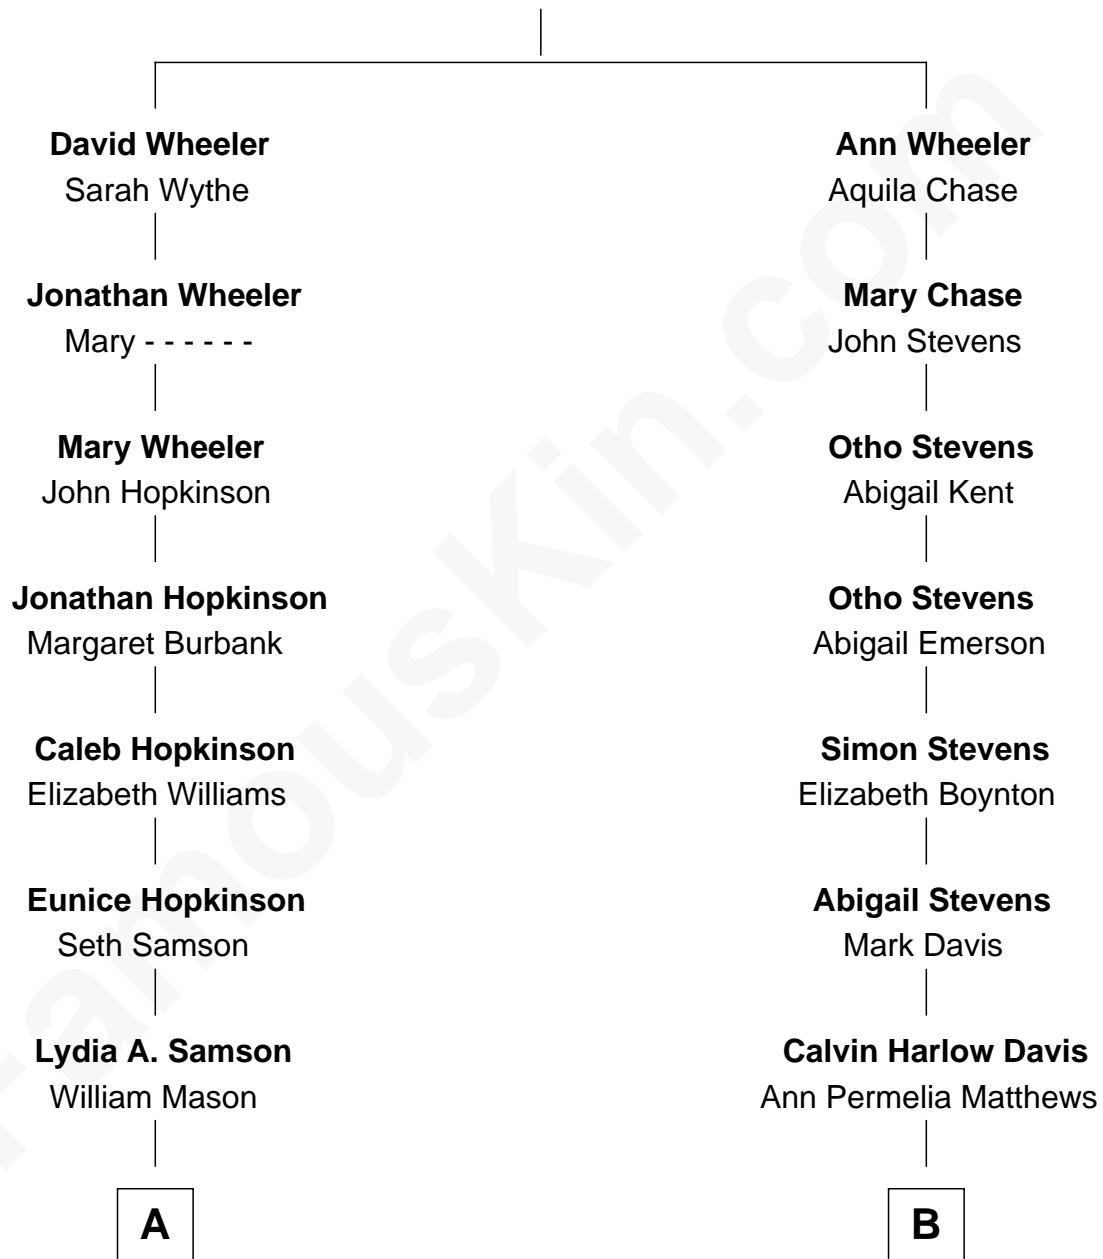 David Wheeler
Sarah Wythe
Ann Wheeler
Aquila Chase
Jonathan Wheeler
Mary - - - - - -
Mary Chase
John Stevens
Mary Wheeler
John Hopkinson
Otho Stevens
Abigail Kent
Jonathan Hopkinson
Margaret Burbank
Otho Stevens
Abigail Emerson
Caleb Hopkinson
Elizabeth Williams
Simon Stevens
Elizabeth Boynton
Eunice Hopkinson
Seth Samson
Abigail Stevens
Mark Davis
Lydia A. Samson
William Mason
Calvin Harlow Davis
Ann Permelia Matthews
A
B
FamousKin.com